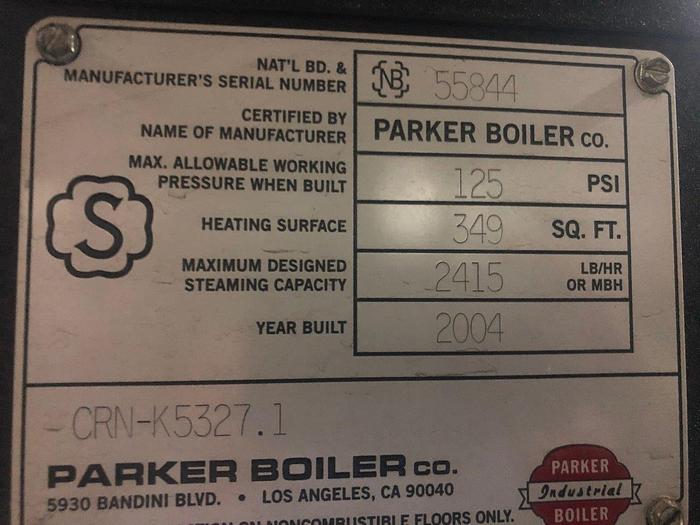 NAT'L BD. &
MANUFACTURER'S SERIAL NUMBER
NB 55844
CERTIFIED BY
NAME OF MANUFACTURER
PARKER BOILER CO.
MAX. ALLOWABLE WORKING
PRESSURE WHEN BUILT
125 PSI
S
HEATING SURFACE
349 SQ. FT.
MAXIMUM DESIGNED
STEAMING CAPACITY
2415 LB/HR
OR MBH
YEAR BUILT
2004
CRN-K5327.1
PARKER BOILER CO.
5930 BANDINI BLVD. • LOS ANGELES, CA 90040
ON NONCOMBUSTIBLE FLOORS ONLY.
PARKER
Industrial
BOILER